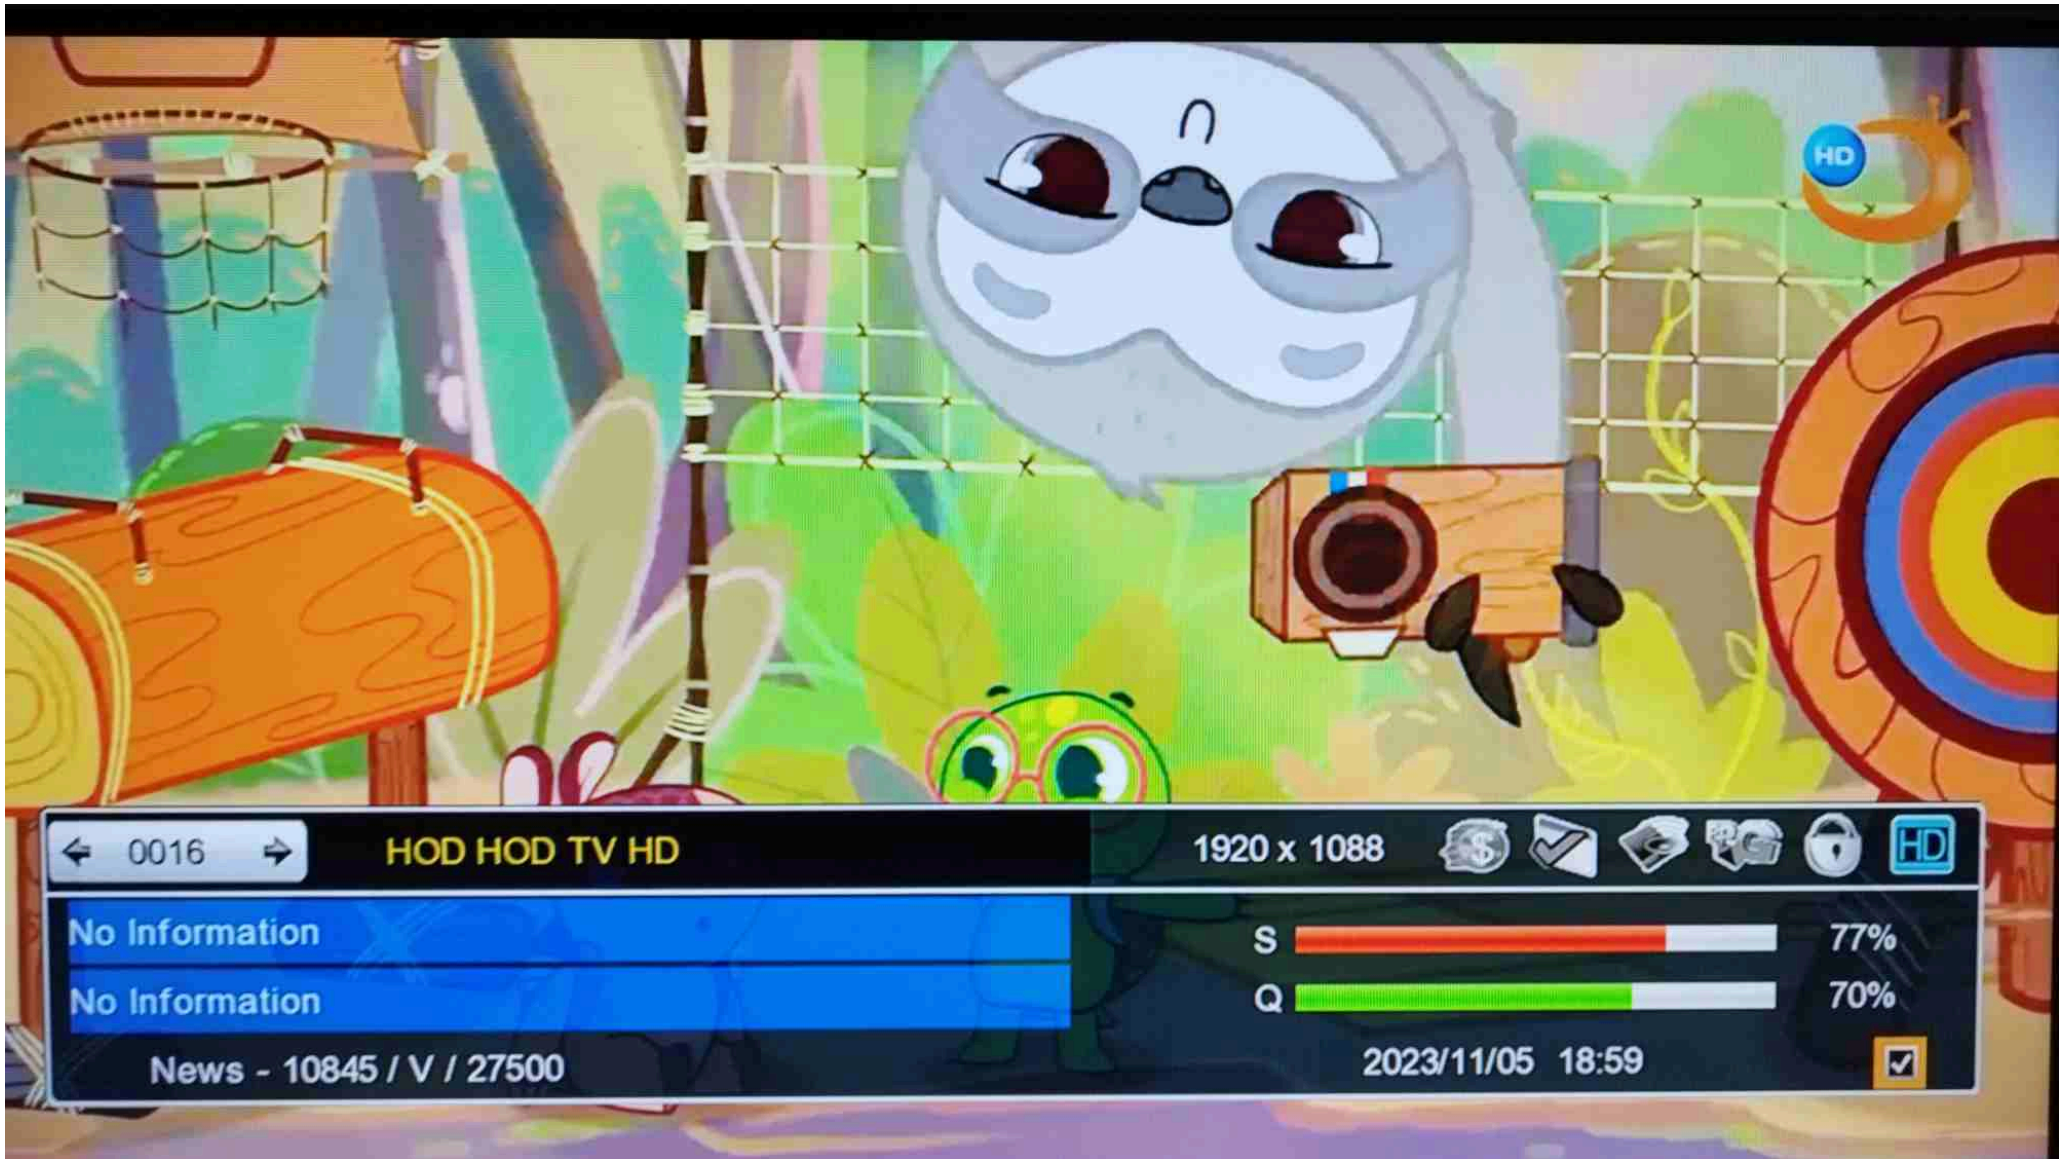 HD
0016
HOD HOD TV HD
1920 x 1088
HD
No Information
S
77%
No Information
Q
70%
News - 10845 / V / 27500
2023/11/05 18:59